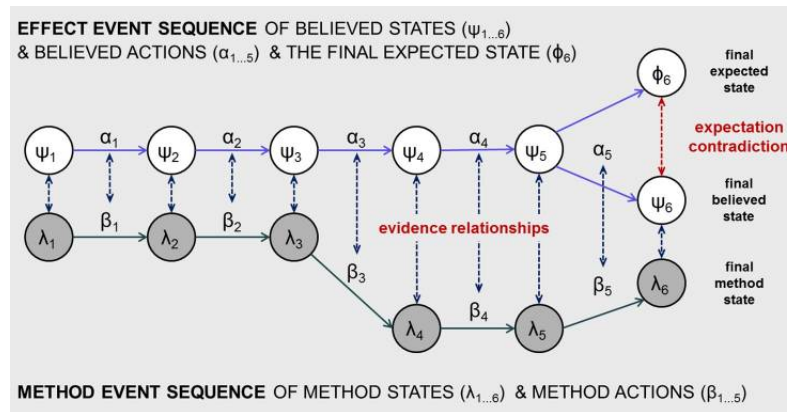 EFFECT EVENT SEQUENCE OF BELIEVED STATES (ψ₁...₆)
& BELIEVED ACTIONS (α₁...₅) & THE FINAL EXPECTED STATE (ϕ₆)
ϕ₆
final
expected
state
expectation
contradiction
ψ₁
α₁
ψ₂
α₂
ψ₃
α₃
ψ₄
α₄
ψ₅
α₅
ψ₆
final
believed
state
evidence relationships
λ₁
β₁
λ₂
β₂
λ₃
β₃
λ₄
β₄
λ₅
β₅
λ₆
final
method
state
METHOD EVENT SEQUENCE OF METHOD STATES (λ₁...₆) & METHOD ACTIONS (β₁...₅)